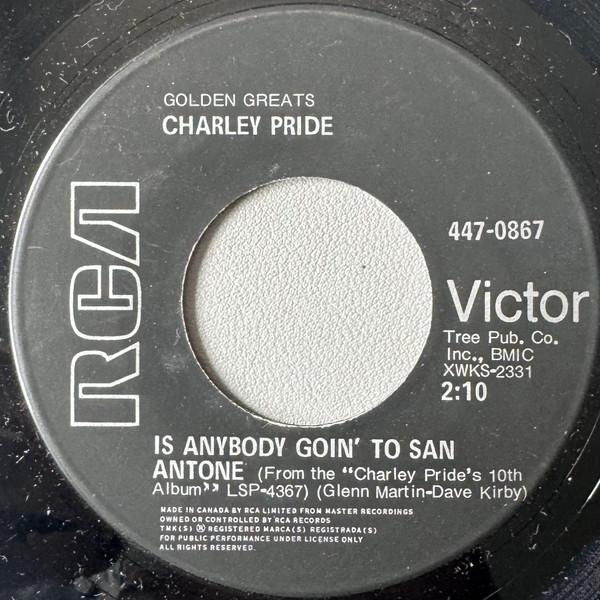 GOLDEN GREATS
CHARLEY PRIDE
RCA
447-0867
Victor
Tree Pub. Co.
Inc., BMIC
XWKS-2331
2:10
IS ANYBODY GOIN' TO SAN
ANTONE (From the "Charley Pride's 10th
Album" LSP-4367) (Glenn Martin-Dave Kirby)
MADE IN CANADA BY RCA LIMITED FROM MASTER RECORDINGS
OWNED OR CONTROLLED BY RCA RECORDS
TMK(S) ® REGISTERED MARCA(S) REGISTRADA(S)
FOR PUBLIC PERFORMANCE UNDER LICENSE ONLY
ALL RIGHTS RESERVED.